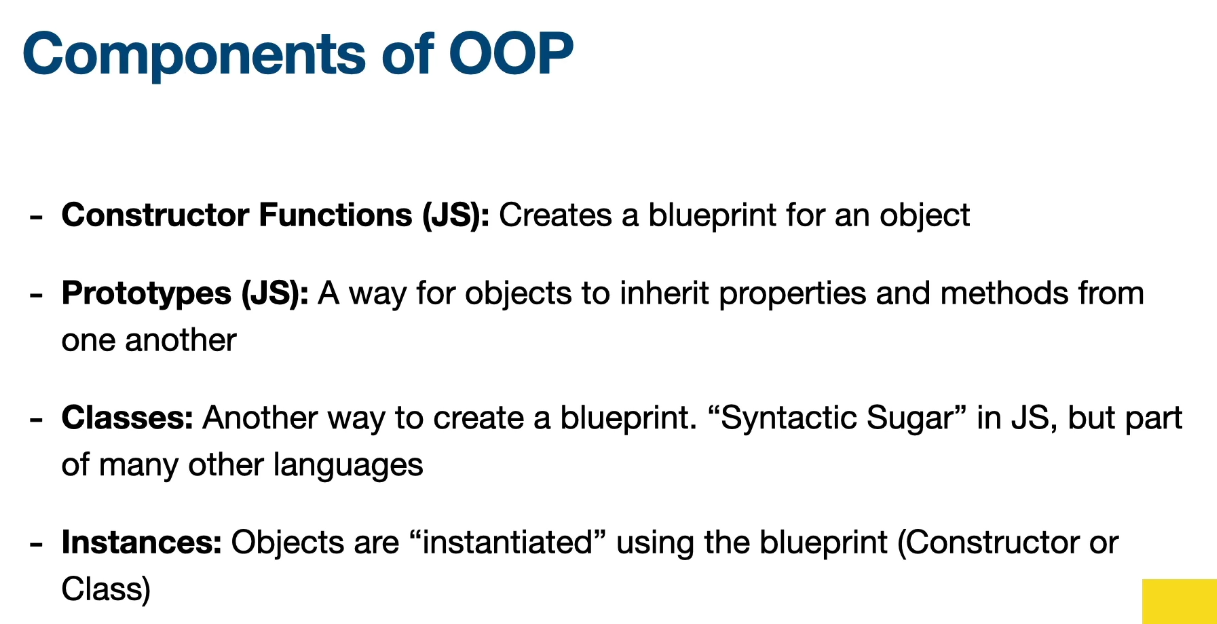 Components of OOP
- Constructor Functions (JS): Creates a blueprint for an object
- Prototypes (JS): A way for objects to inherit properties and methods from
one another
- Classes: Another way to create a blueprint. “Syntactic Sugar” in JS, but part
of many other languages
- Instances: Objects are “instantiated” using the blueprint (Constructor or
Class)